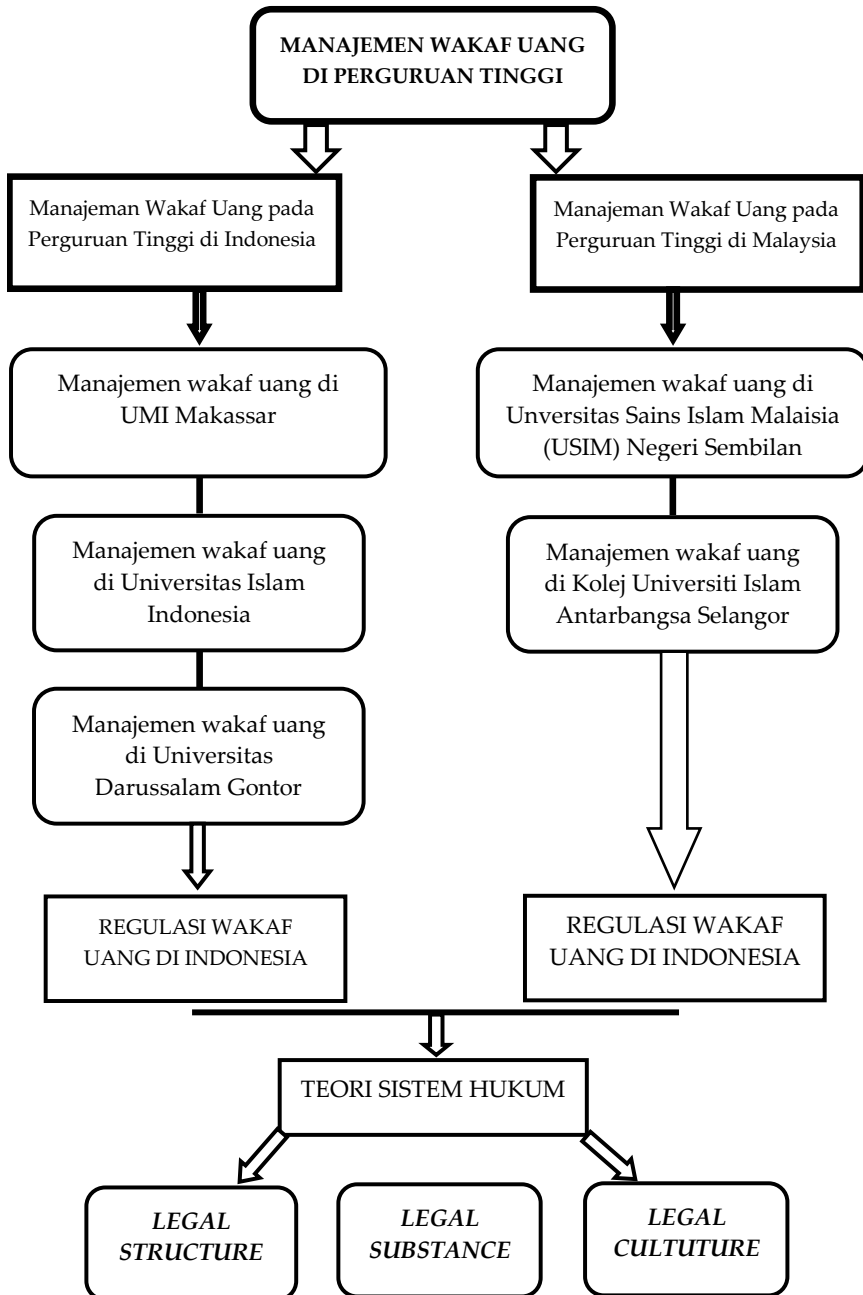 MANAJEMEN WAKAF UANG
DI PERGURUAN TINGGI
Manajeman Wakaf Uang pada
Perguruan Tinggi di Indonesia
Manajeman Wakaf Uang pada
Perguruan Tinggi di Malaysia
Manajemen wakaf uang di
UMI Makassar
Manajemen wakaf uang di
Unversitas Sains Islam Malaisia
(USIM) Negeri Sembilan
Manajemen wakaf uang
di Universitas Islam
Indonesia
Manajemen wakaf uang
di Kolej Universiti Islam
Antarbangsa Selangor
Manajemen wakaf uang
di Universitas
Darussalam Gontor
REGULASI WAKAF
UANG DI INDONESIA
REGULASI WAKAF
UANG DI INDONESIA
TEORI SISTEM HUKUM
LEGAL
STRUCTURE
LEGAL
SUBSTANCE
LEGAL
CULTUTURE